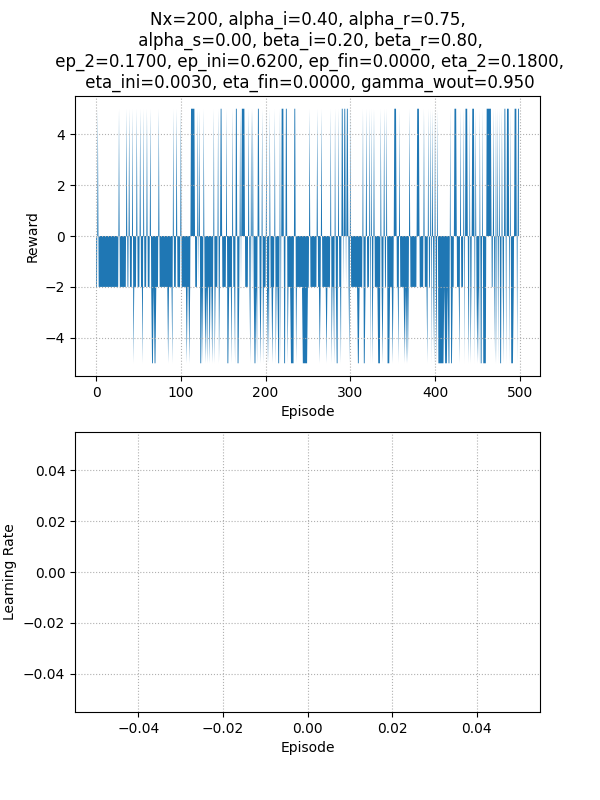 Nx=200, alpha_i=0.40, alpha_r=0.75,
alpha_s=0.00, beta_i=0.20, beta_r=0.80,
ep_2=0.1700, ep_ini=0.6200, ep_fin=0.0000, eta_2=0.1800,
eta_ini=0.0030, eta_fin=0.0000, gamma_wout=0.950
4
2
0
−2
−4
Reward
0 100 200 300 400 500
Episode
0.04
0.02
0.00
−0.02
−0.04
Learning Rate
−0.04 −0.02 0.00 0.02 0.04
Episode